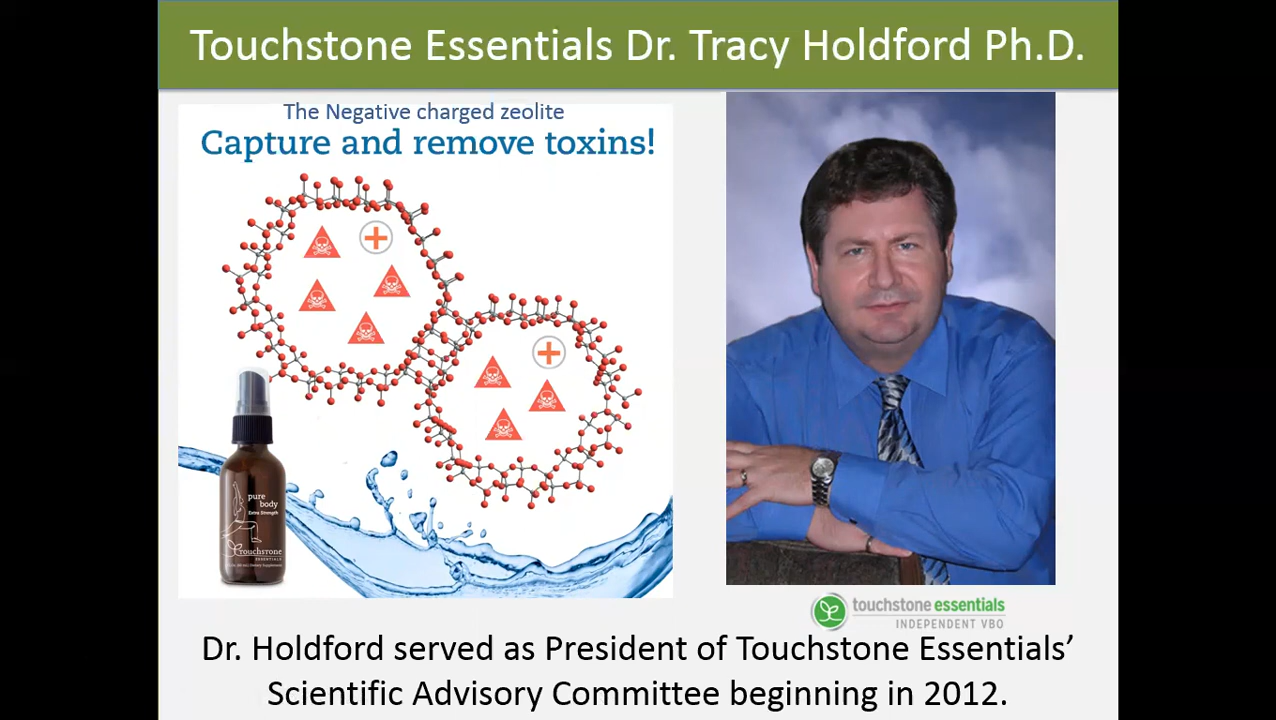 Touchstone Essentials Dr. Tracy Holdford Ph.D.
The Negative charged zeolite
Capture and remove toxins!
pure
body
Extra Strength
touchstone
ESSENTIALS
touchstone essentials
INDEPENDENT VBO
Dr. Holdford served as President of Touchstone Essentials’
Scientific Advisory Committee beginning in 2012.